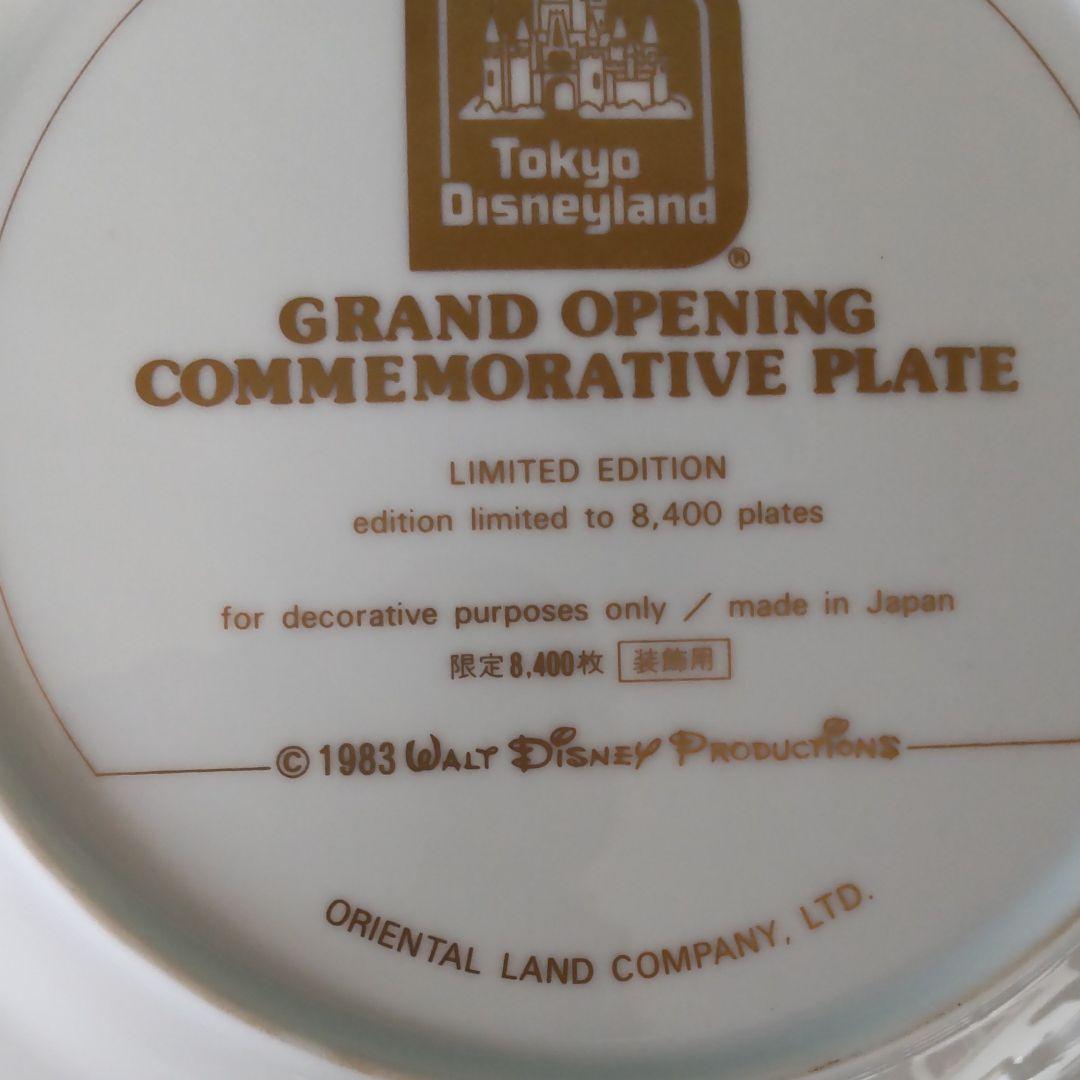 Tokyo
Disneyland
®
GRAND OPENING
COMMEMORATIVE PLATE
LIMITED EDITION
edition limited to 8,400 plates
for decorative purposes only / made in Japan
限定8,400枚 装飾用
© 1983 WALT DISNEY PRODUCTIONS
ORIENTAL LAND COMPANY, LTD.